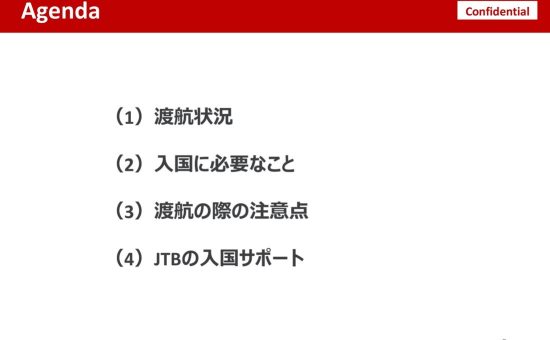 Agenda
Confidential
（1）渡航状況
（2）入国に必要なこと
（3）渡航の際の注意点
（4）JTBの入国サポート